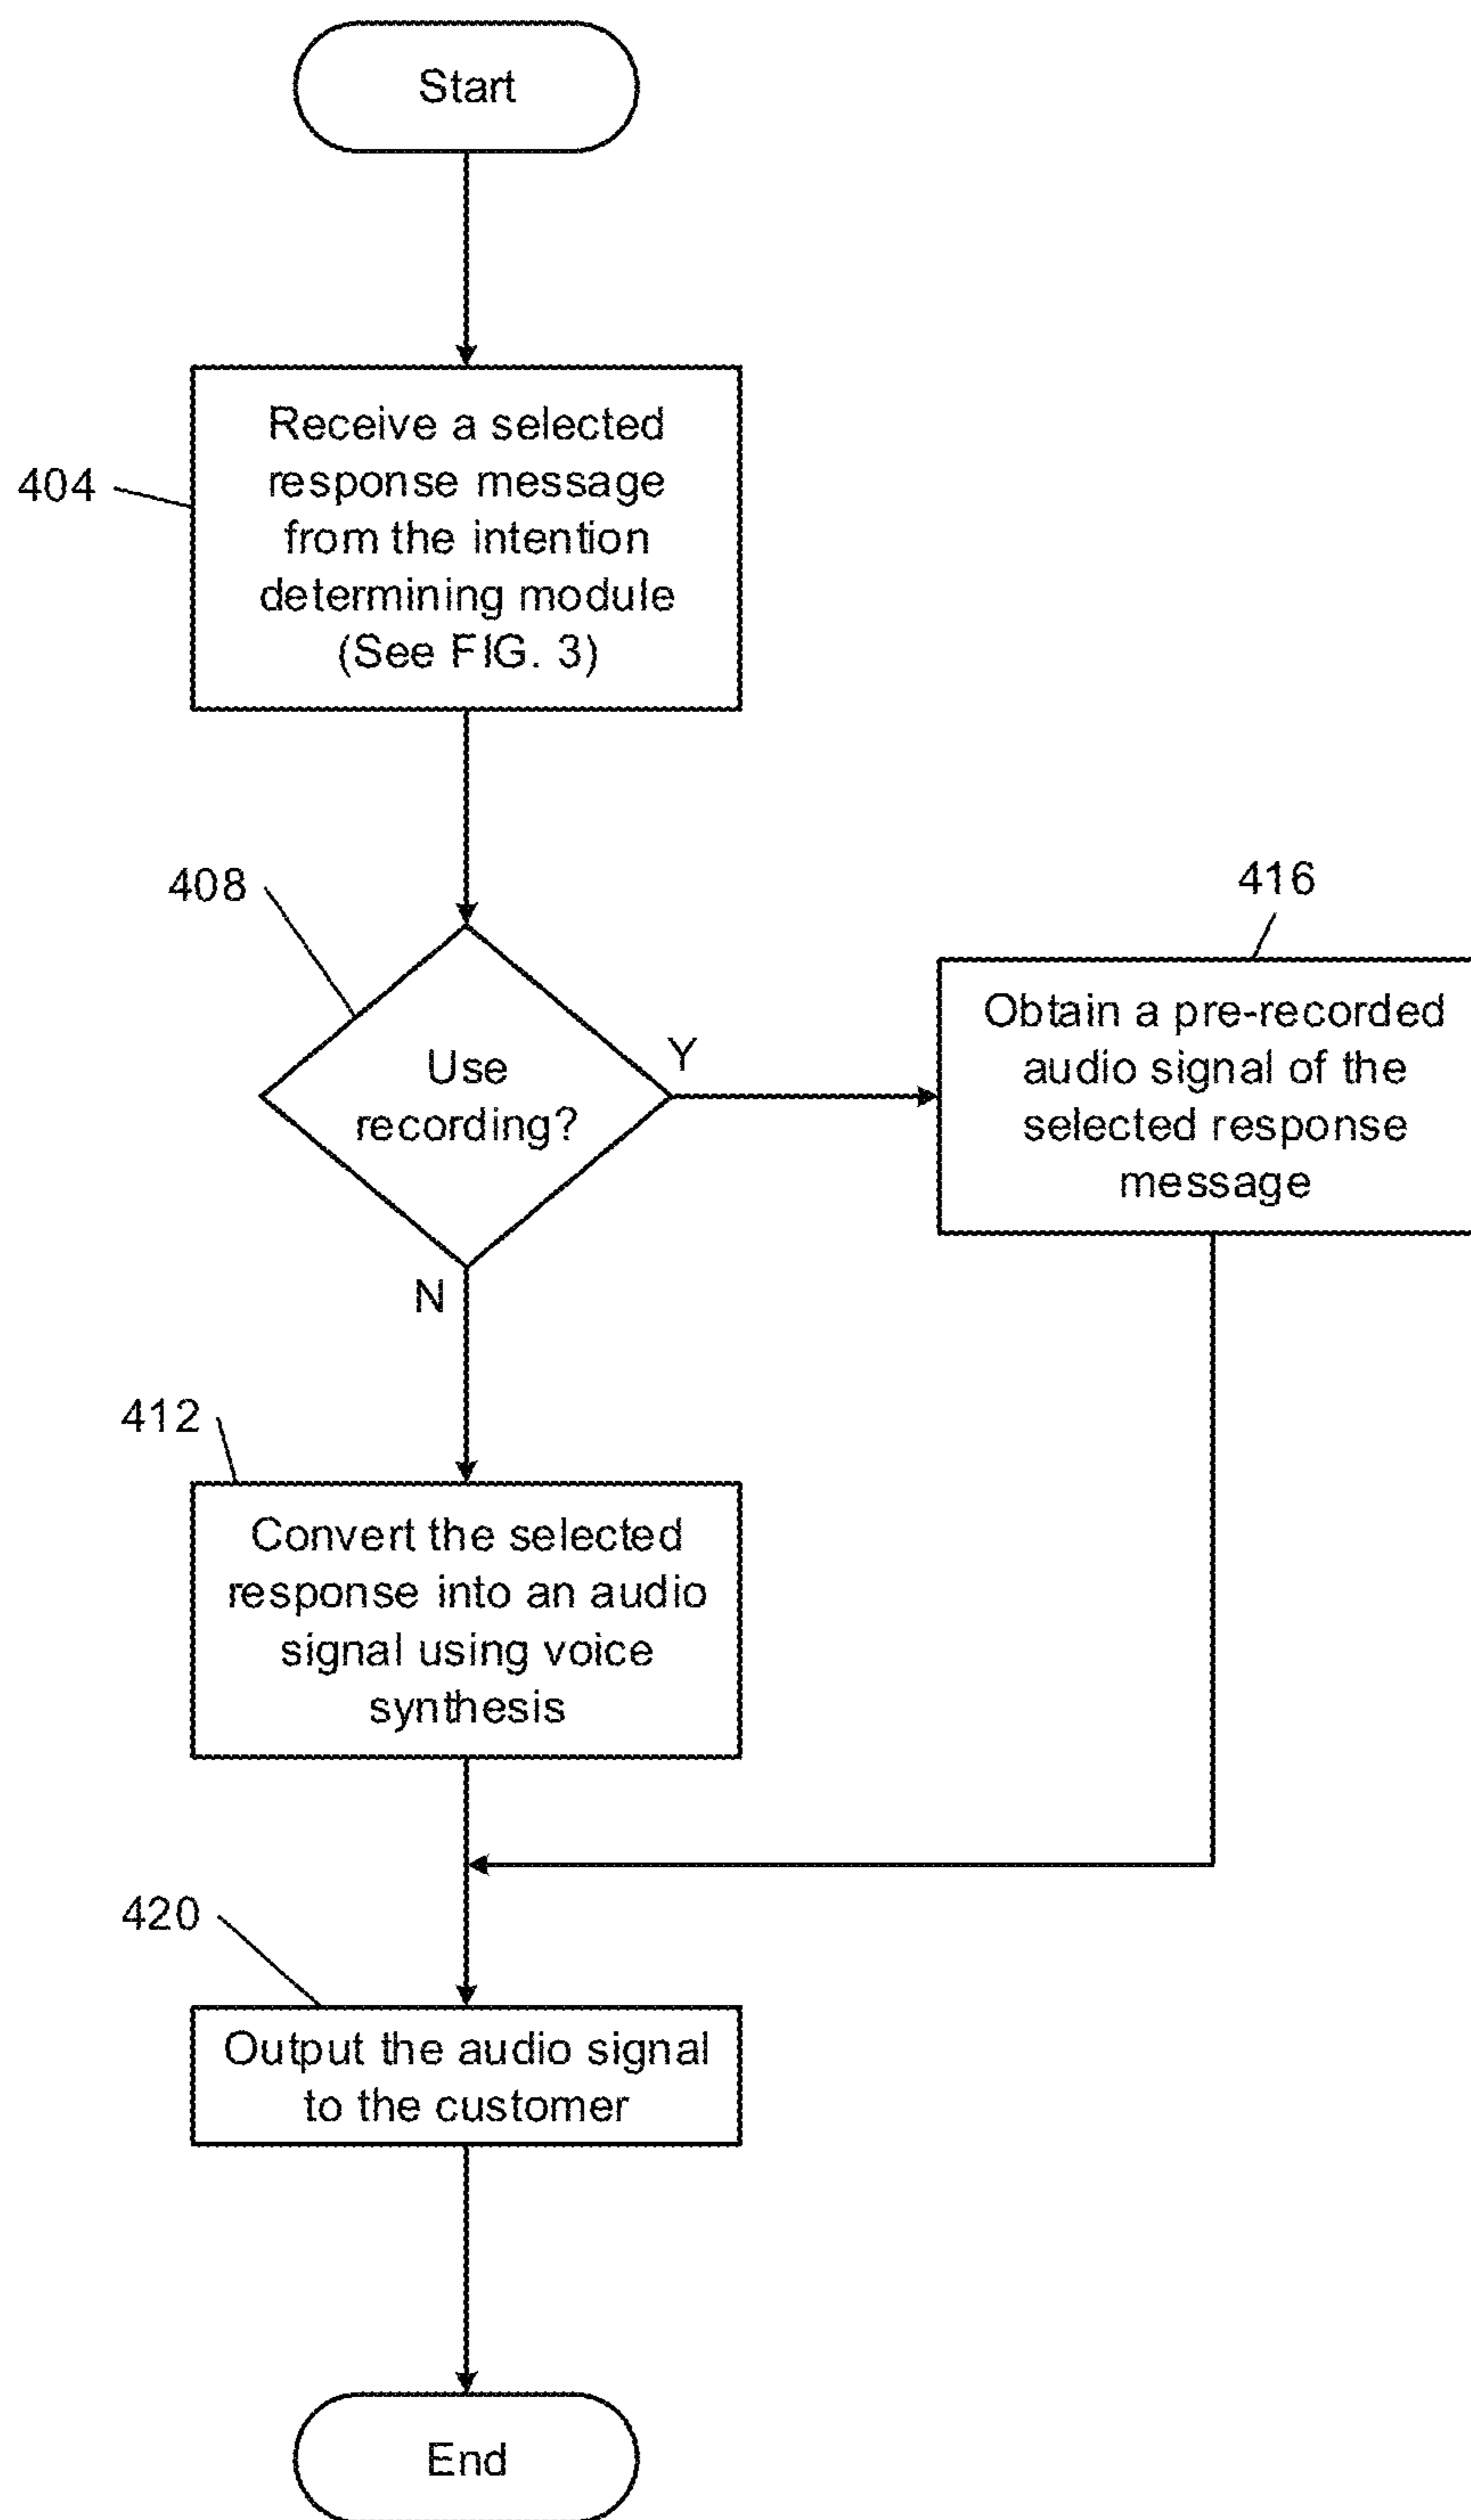 Start
404
Receive a selected
response message
from the intention
determining module
(See FIG. 3)
408
Use
recording?
Y
N
416
Obtain a pre-recorded
audio signal of the
selected response
message
412
Convert the selected
response into an audio
signal using voice
synthesis
420
Output the audio signal
to the customer
End